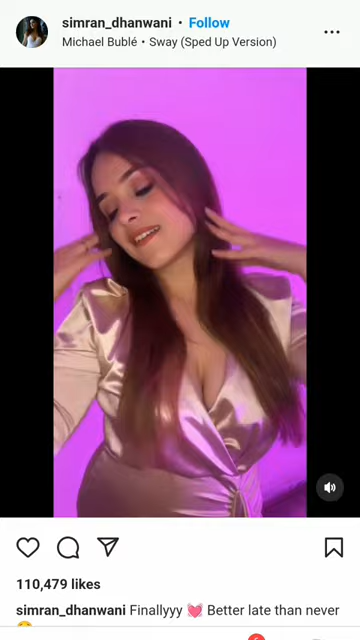 simran_dhanwani • Follow
Michael Bublé • Sway (Sped Up Version)
110,479 likes
simran_dhanwani Finallyyy 💓 Better late than never